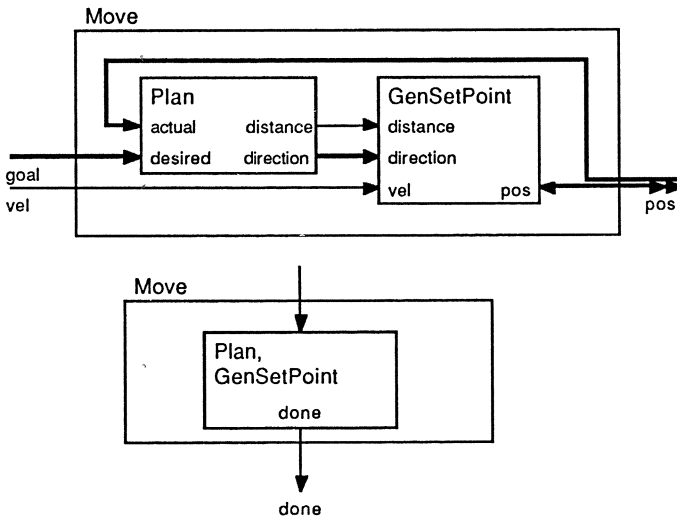 Move
Plan
GenSetPoint
actual distance
distance
desired direction
direction
goal
vel
pos
vel
pos
Move
Plan,
GenSetPoint
done
done